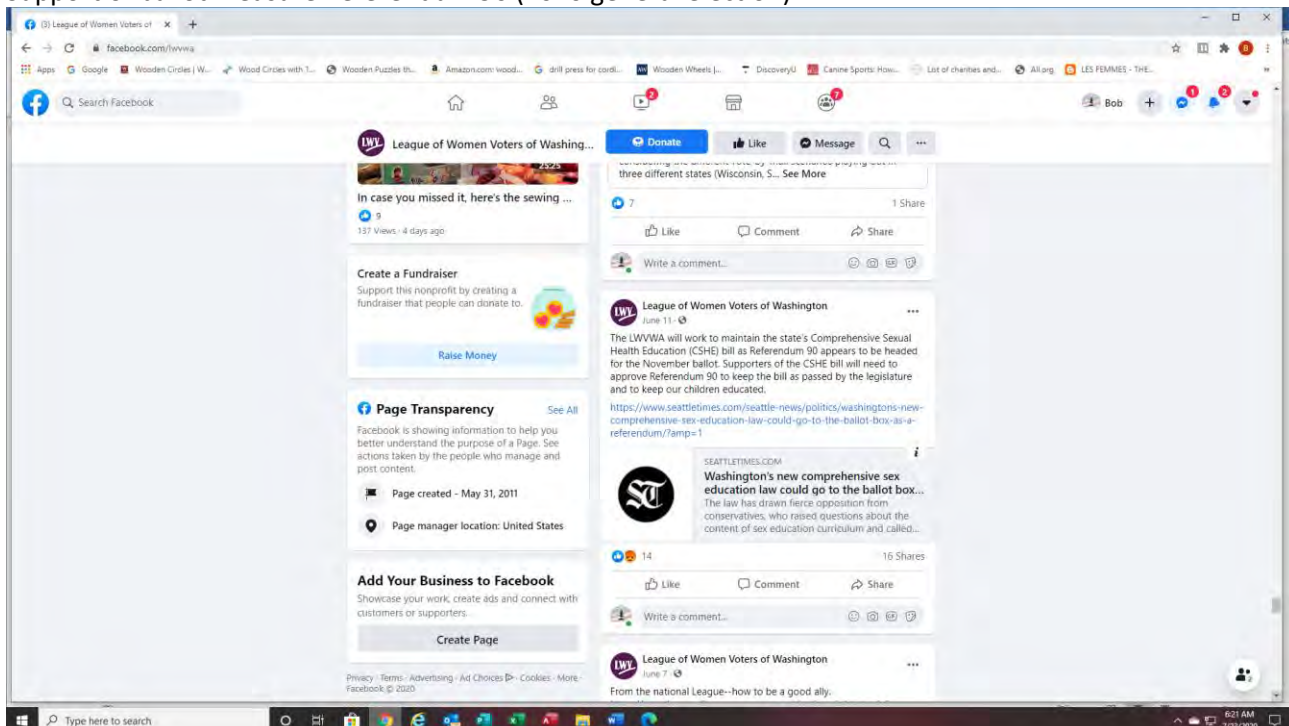 (3) League of Women Voters of
facebook.com/lwvwa
Apps Google Wooden Circles | W... Wood Circles with 1... Wooden Puzzles th... Amazon.com: wood... drill press for cordl... Wooden Wheels |... DiscoveryU Canine Sports: How... List of charities and... Ali.org LES FEMMES - THE...
Search Facebook
2
7
Bob
1
2
LWV League of Women Voters of Washing...
Donate
Like
Message
25:25
In case you missed it, here's the sewing ...
9
137 Views · 4 days ago
Create a Fundraiser
Support this nonprofit by creating a
fundraiser that people can donate to.
Raise Money
Page Transparency See All
Facebook is showing information to help you
better understand the purpose of a Page. See
actions taken by the people who manage and
post content.
Page created - May 31, 2011
Page manager location: United States
Add Your Business to Facebook
Showcase your work, create ads and connect with
customers or supporters.
Create Page
Privacy · Terms · Advertising · Ad Choices · Cookies · More ·
Facebook © 2020
three different states (Wisconsin, S... See More
7
1 Share
Like Comment Share
Write a comment...
LWV League of Women Voters of Washington
June 11 ·
The LWVWA will work to maintain the state's Comprehensive Sexual
Health Education (CSHE) bill as Referendum 90 appears to be headed
for the November ballot. Supporters of the CSHE bill will need to
approve Referendum 90 to keep the bill as passed by the legislature
and to keep our children educated.
https://www.seattletimes.com/seattle-news/politics/washingtons-new-
comprehensive-sex-education-law-could-go-to-the-ballot-box-as-a-
referendum/?amp=1
ST
SEATTLETIMES.COM
i
Washington's new comprehensive sex
education law could go to the ballot box...
The law has drawn fierce opposition from
conservatives, who raised questions about the
content of sex education curriculum and called...
14
16 Shares
Like Comment Share
Write a comment...
LWV League of Women Voters of Washington
June 7 ·
From the national League--how to be a good ally.
Type here to search
6:21 AM